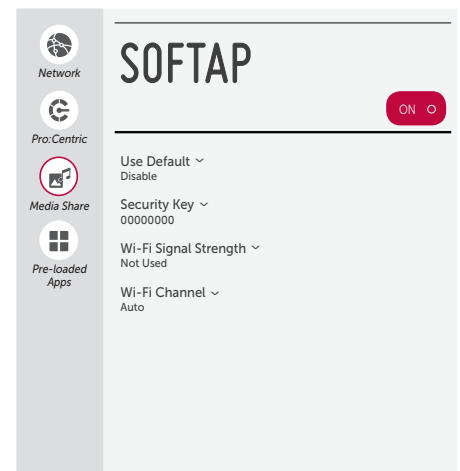 Network
Pro:Centric
Media Share
Pre-loaded
Apps
SOFTAP
ON
Use Default
Disable
Security Key
00000000
Wi-Fi Signal Strength
Not Used
Wi-Fi Channel
Auto